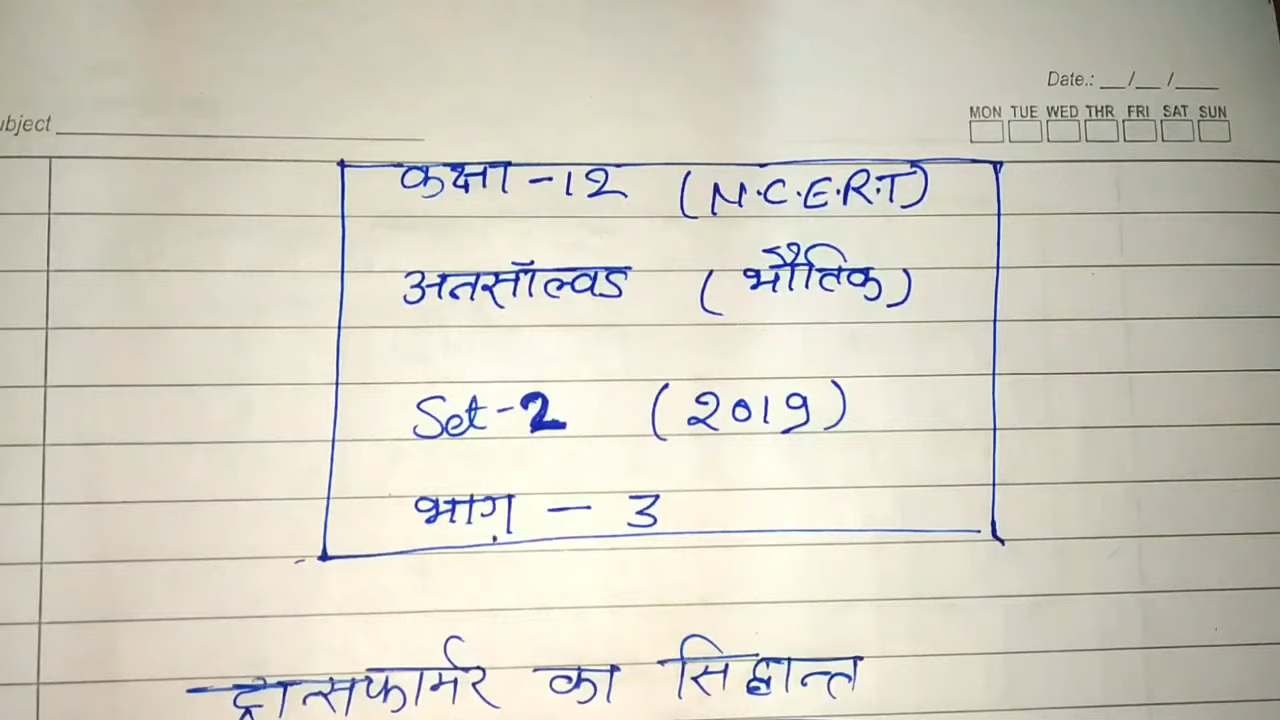 Date.: __/__/____
ubject
MON TUE WED THR FRI SAT SUN
कक्षा -12 (N.C.E.R.T)
अनसॉल्वड (भौतिक)
Set-2 (2019)
भाग - 3
ट्रान्सफार्मर का सिद्धान्त